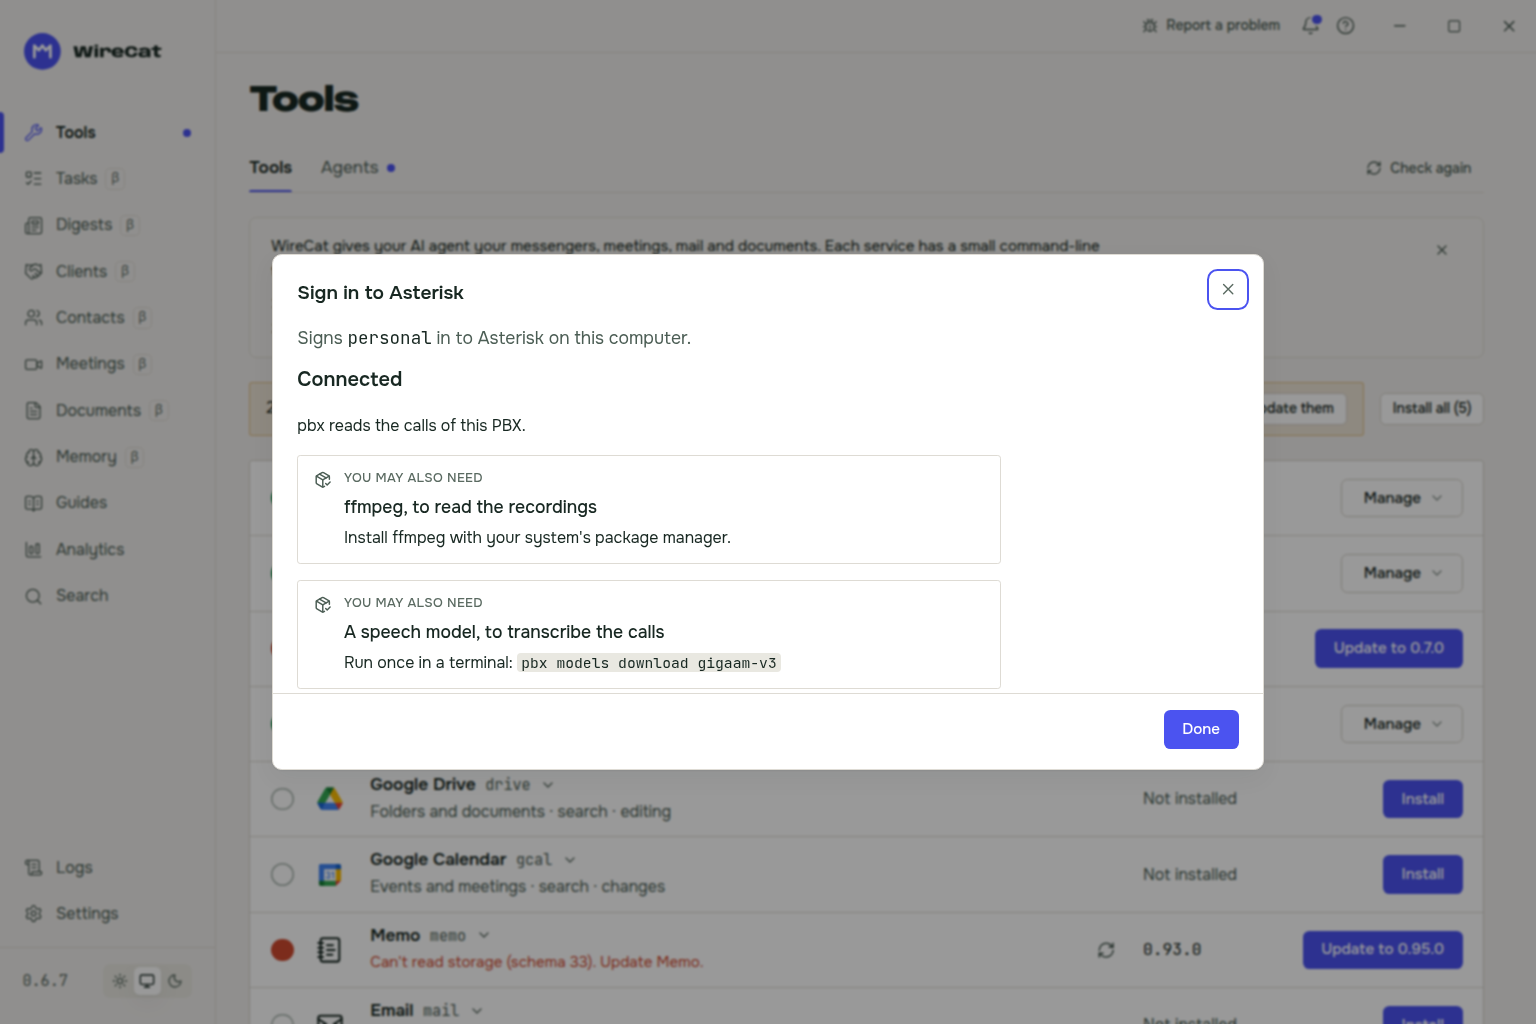 WireCat
Report a problem
Tools
Tasks β
Digests β
Clients β
Contacts β
Meetings β
Documents β
Memory β
Guides
Analytics
Search
Logs
Settings
0.6.7
Tools
Tools
Agents
Check again
WireCat gives your AI agent your messengers, meetings, mail and documents. Each service has a small command-line
Install all (5)
Manage
Manage
Update to 0.7.0
Manage
Sign in to Asterisk
Signs personal in to Asterisk on this computer.
Connected
pbx reads the calls of this PBX.
YOU MAY ALSO NEED
ffmpeg, to read the recordings
Install ffmpeg with your system's package manager.
YOU MAY ALSO NEED
A speech model, to transcribe the calls
Run once in a terminal: pbx models download gigaam-v3
Done
Google Drive drive
Folders and documents · search · editing
Not installed
Install
Google Calendar gcal
Events and meetings · search · changes
Not installed
Install
Memo memo
Can't read storage (schema 33). Update Memo.
0.93.0
Update to 0.95.0
Email mail
Not installed
Install